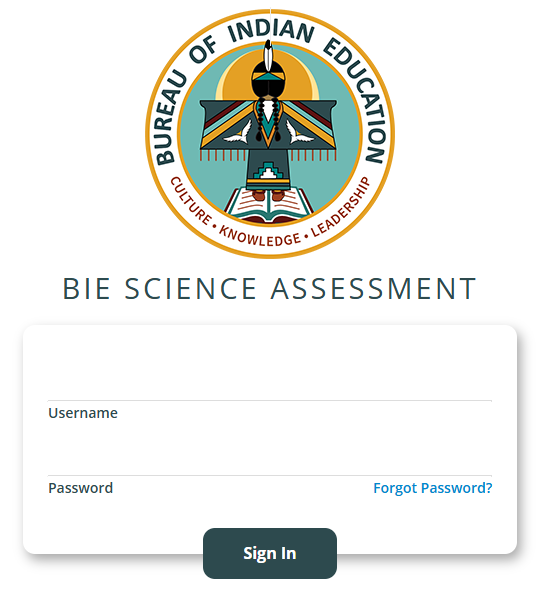 BUREAU OF INDIAN EDUCATION
CULTURE • KNOWLEDGE • LEADERSHIP
BIE SCIENCE ASSESSMENT
Username
Password Forgot Password?
Sign In